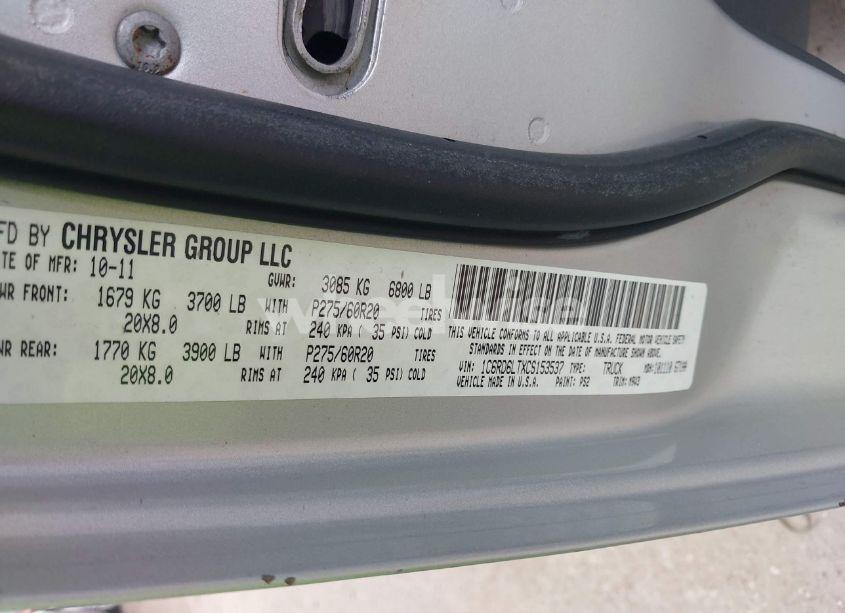 FD BY CHRYSLER GROUP LLC
TE OF MFR: 10-11
GVWR: 3085 KG 6800 LB
WR FRONT: 1679 KG 3700 LB WITH P275/60R20 TIRES
20X8.0 RIMS AT 240 KPA ( 35 PSI) COLD
WR REAR: 1770 KG 3900 LB WITH P275/60R20 TIRES
20X8.0 RIMS AT 240 KPA ( 35 PSI) COLD
THIS VEHICLE CONFORMS TO ALL APPLICABLE U.S.A. FEDERAL MOTOR VEHICLE SAFETY
STANDARDS IN EFFECT ON THE DATE OF MANUFACTURE SHOWN ABOVE.
VIN: 1C6RD6LTXCS153537 TYPE: TRUCK MDH: 101110
VEHICLE MADE IN U.S.A. PAINT: PS2 TRIM: